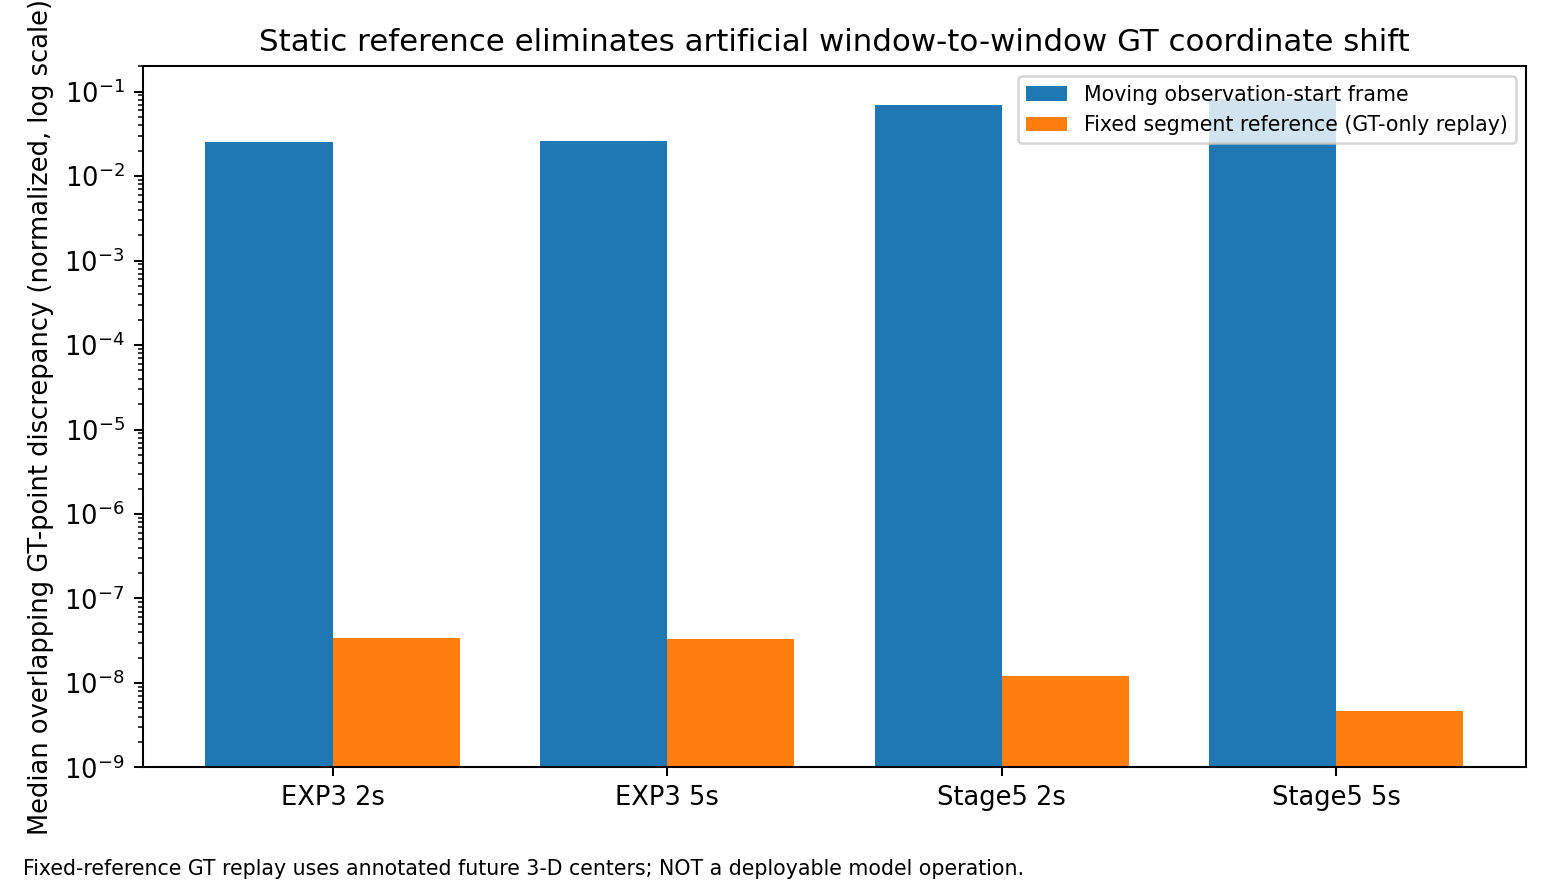 Static reference eliminates artificial window-to-window GT coordinate shift
Median overlapping GT-point discrepancy (normalized, log scale)
10⁻¹
10⁻²
10⁻³
10⁻⁴
10⁻⁵
10⁻⁶
10⁻⁷
10⁻⁸
10⁻⁹
Moving observation-start frame
Fixed segment reference (GT-only replay)
EXP3 2s
EXP3 5s
Stage5 2s
Stage5 5s
Fixed-reference GT replay uses annotated future 3-D centers; NOT a deployable model operation.